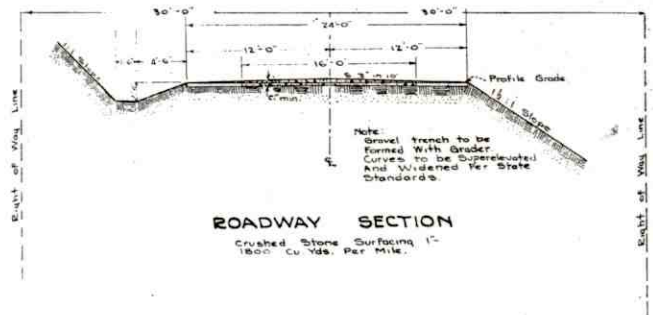 30'-0"
30'-0"
24'-0"
12'-0"
12'-0"
4'-6"
16'-0"
Profile Grade
Slope
Note:
Gravel trench to be
Formed With Grader.
Curves to be Superelevated
And Widened Per State
Standards.
Right of Way Line
Right of Way Line
ROADWAY SECTION
Crushed Stone Surfacing
1800 Cu. Yds. Per Mile.